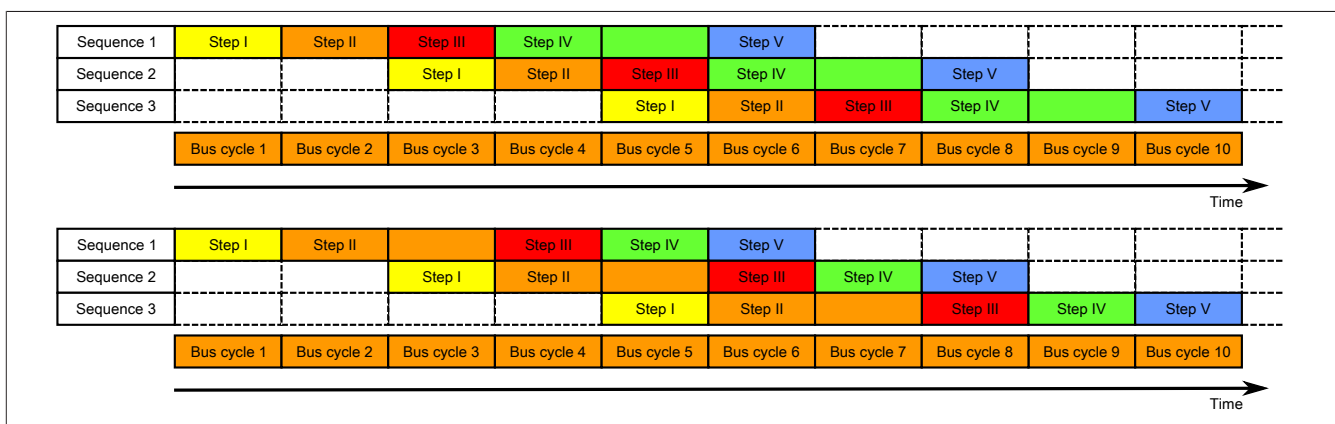 Sequence 1 Step I Step II Step III Step IV Step V
Sequence 2 Step I Step II Step III Step IV Step V
Sequence 3 Step I Step II Step III Step IV Step V
Bus cycle 1 Bus cycle 2 Bus cycle 3 Bus cycle 4 Bus cycle 5 Bus cycle 6 Bus cycle 7 Bus cycle 8 Bus cycle 9 Bus cycle 10
Time
Sequence 1 Step I Step II Step III Step IV Step V
Sequence 2 Step I Step II Step III Step IV Step V
Sequence 3 Step I Step II Step III Step IV Step V
Bus cycle 1 Bus cycle 2 Bus cycle 3 Bus cycle 4 Bus cycle 5 Bus cycle 6 Bus cycle 7 Bus cycle 8 Bus cycle 9 Bus cycle 10
Time